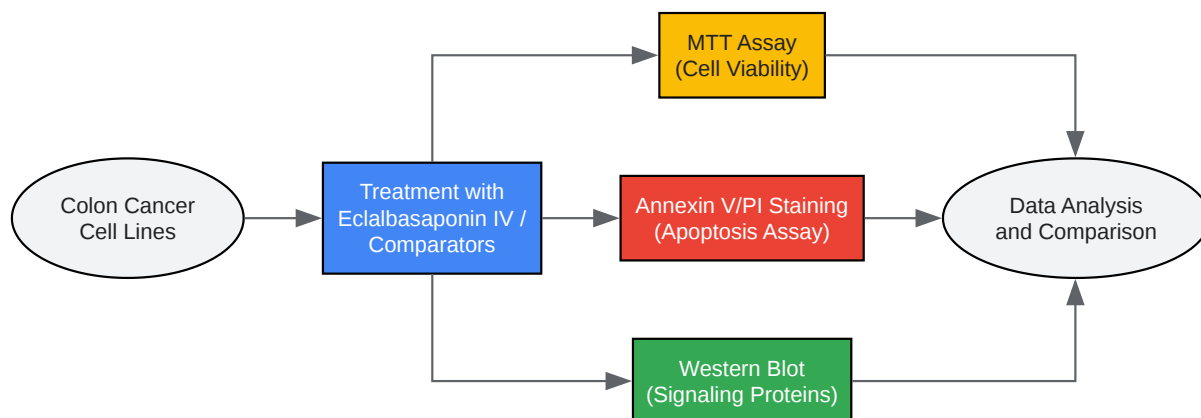 Colon Cancer
Cell Lines
Treatment with
Eclalbasaponin IV /
Comparators
MTT Assay
(Cell Viability)
Annexin V/PI Staining
(Apoptosis Assay)
Western Blot
(Signaling Proteins)
Data Analysis
and Comparison